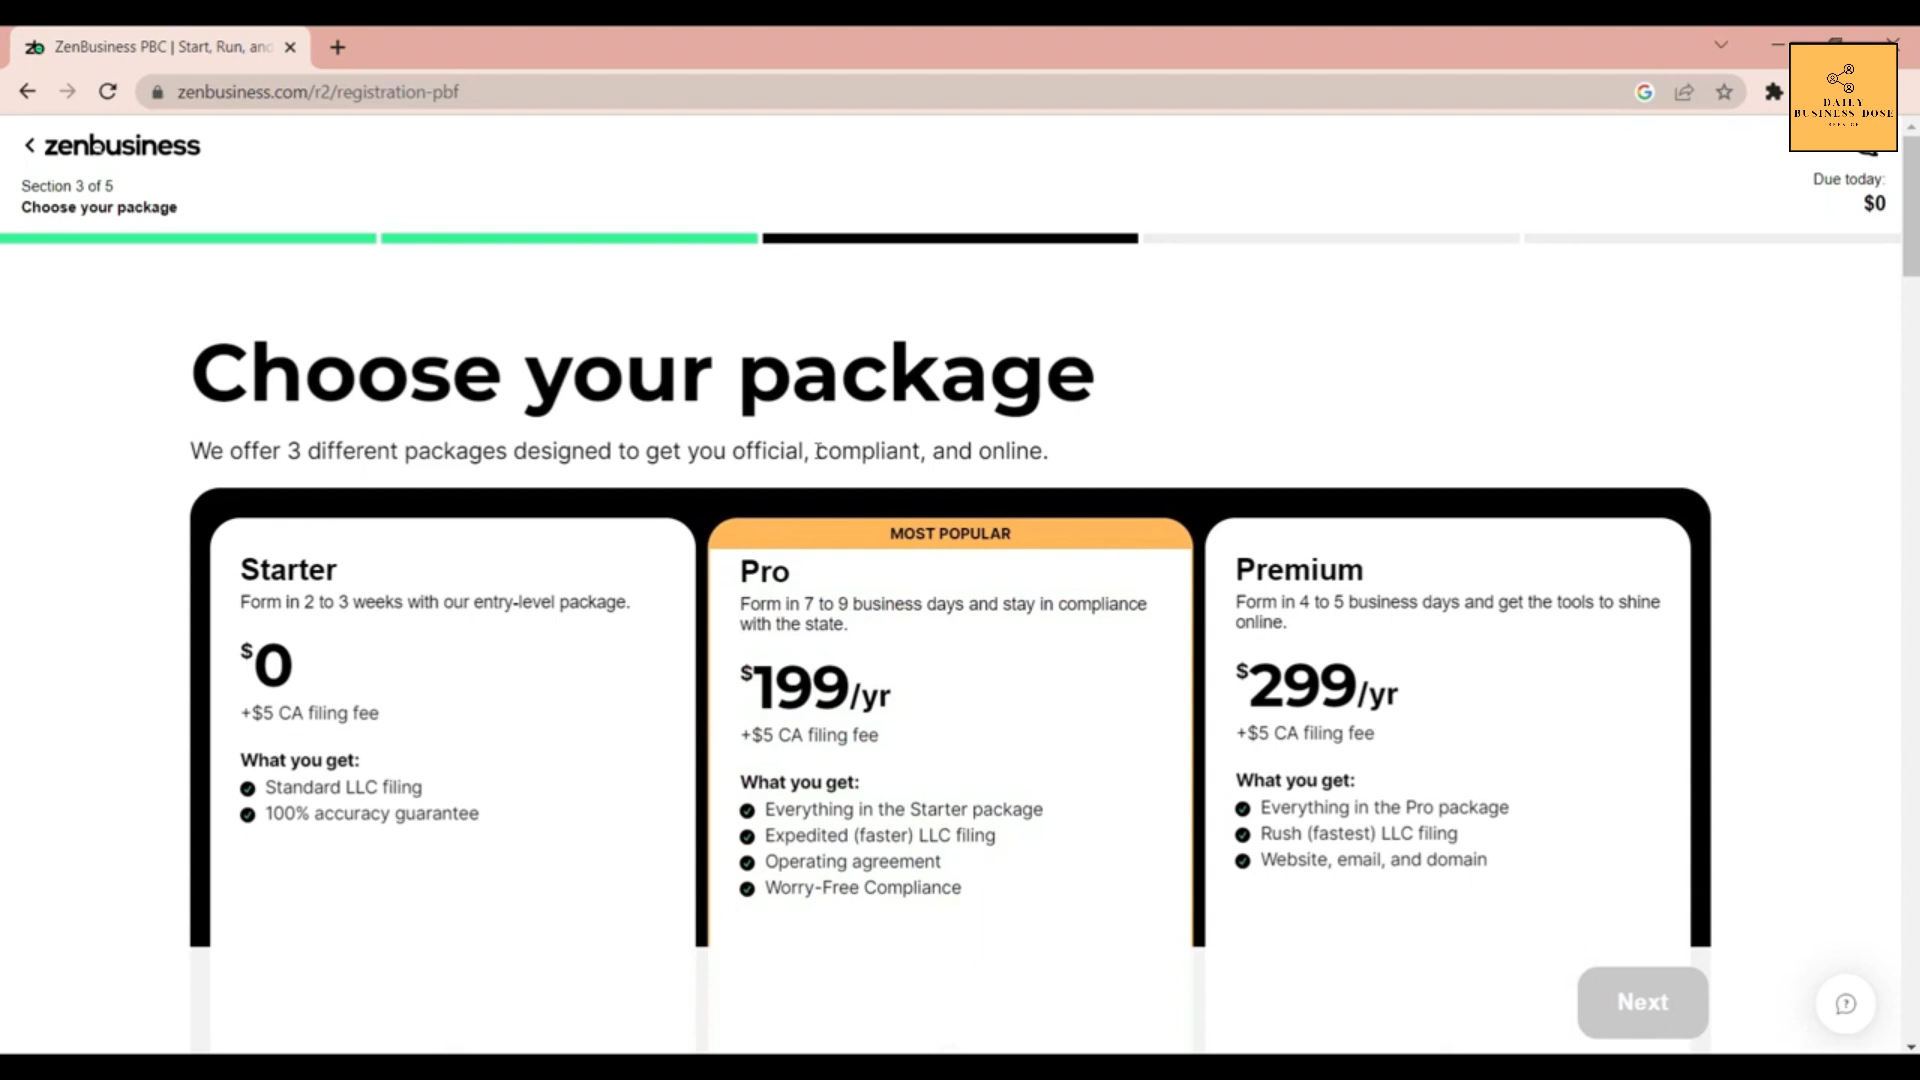 ZenBusiness PBC | Start, Run, and
zenbusiness.com/r2/registration-pbf
DAILY
BUSINESS DOSE
zenbusiness
Section 3 of 5
Choose your package
Due today:
$0
Choose your package
We offer 3 different packages designed to get you official, compliant, and online.
Starter
Form in 2 to 3 weeks with our entry-level package.
$0
+$5 CA filing fee
What you get:
Standard LLC filing
100% accuracy guarantee
MOST POPULAR
Pro
Form in 7 to 9 business days and stay in compliance
with the state.
$199/yr
+$5 CA filing fee
What you get:
Everything in the Starter package
Expedited (faster) LLC filing
Operating agreement
Worry-Free Compliance
Premium
Form in 4 to 5 business days and get the tools to shine
online.
$299/yr
+$5 CA filing fee
What you get:
Everything in the Pro package
Rush (fastest) LLC filing
Website, email, and domain
Next